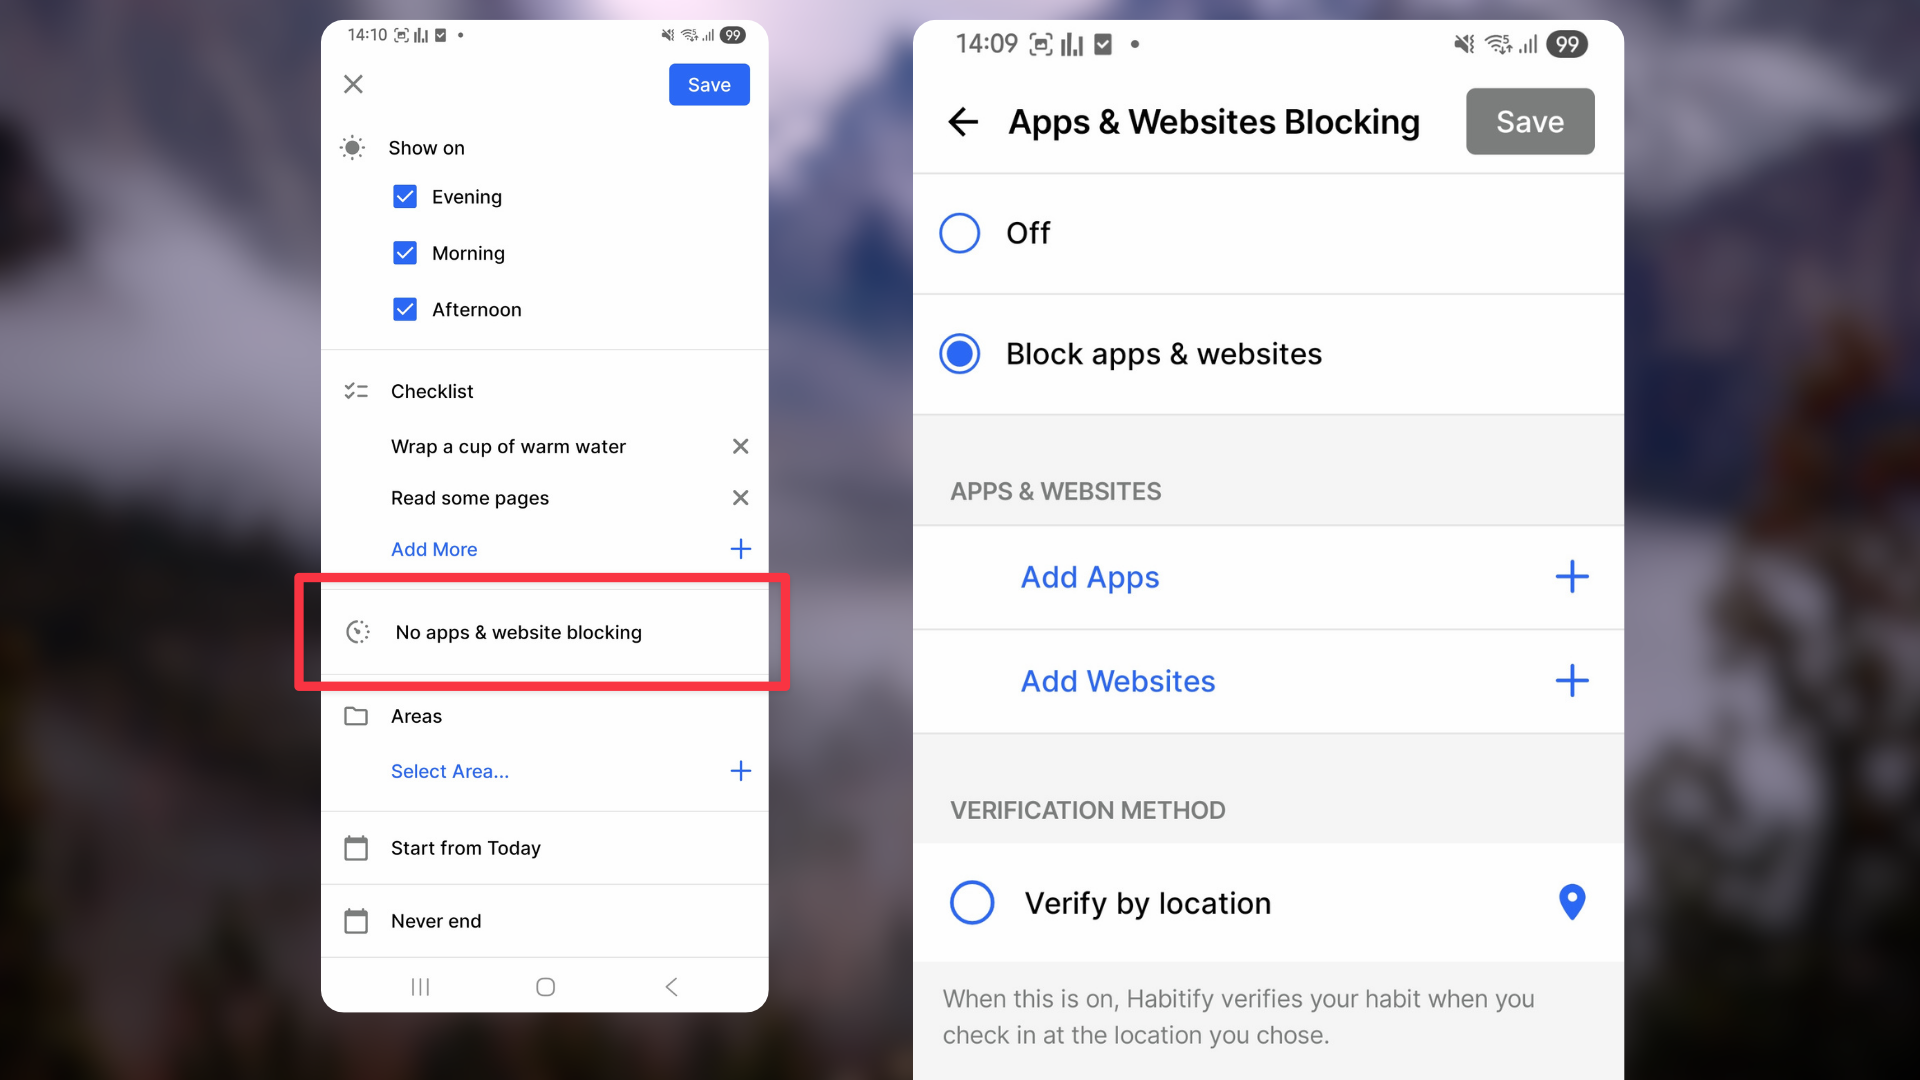 14:10
99
Save
Show on
Evening
Morning
Afternoon
Checklist
Wrap a cup of warm water
Read some pages
Add More
No apps & website blocking
Areas
Select Area...
Start from Today
Never end
14:09
5
99
Apps & Websites Blocking
Save
Off
Block apps & websites
APPS & WEBSITES
Add Apps
Add Websites
VERIFICATION METHOD
Verify by location
When this is on, Habitify verifies your habit when you
check in at the location you chose.